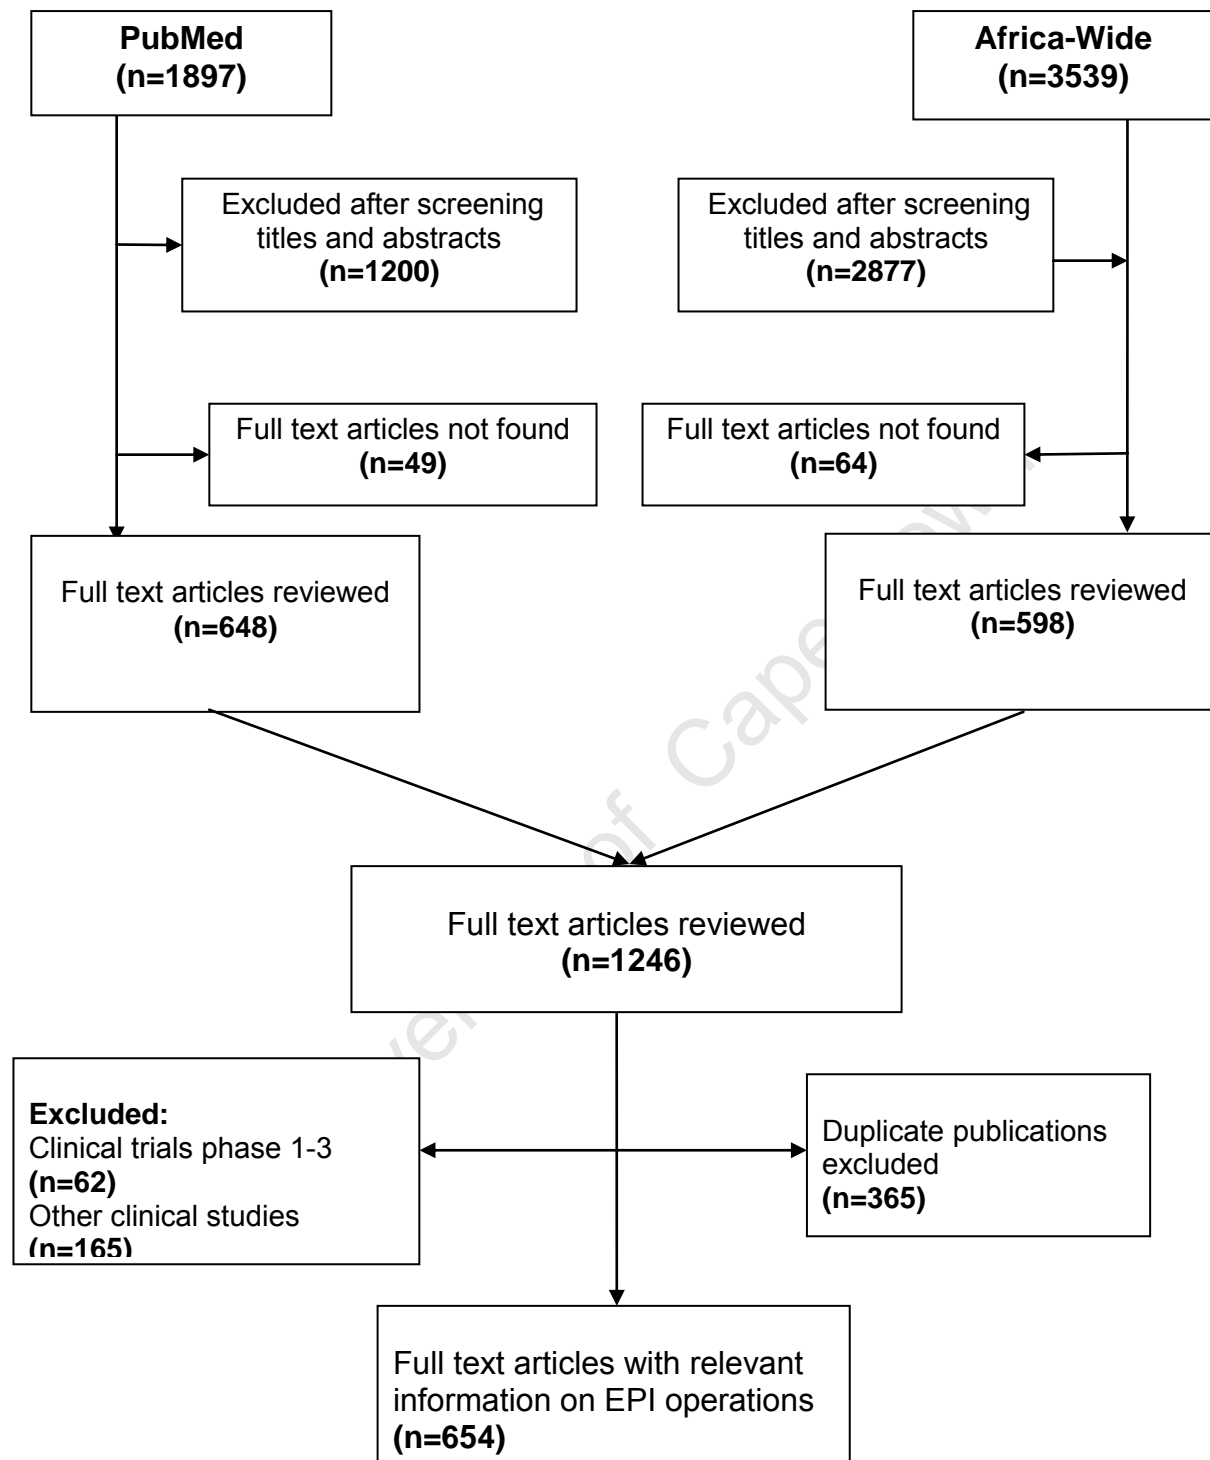 PubMed
(n=1897)
Africa-Wide
(n=3539)
Excluded after screening
titles and abstracts
(n=1200)
Excluded after screening
titles and abstracts
(n=2877)
Full text articles not found
(n=49)
Full text articles not found
(n=64)
Full text articles reviewed
(n=648)
Full text articles reviewed
(n=598)
Full text articles reviewed
(n=1246)
Excluded:
Clinical trials phase 1-3
(n=62)
Other clinical studies
(n=165)
Duplicate publications
excluded
(n=365)
Full text articles with relevant
information on EPI operations
(n=654)
of Cape